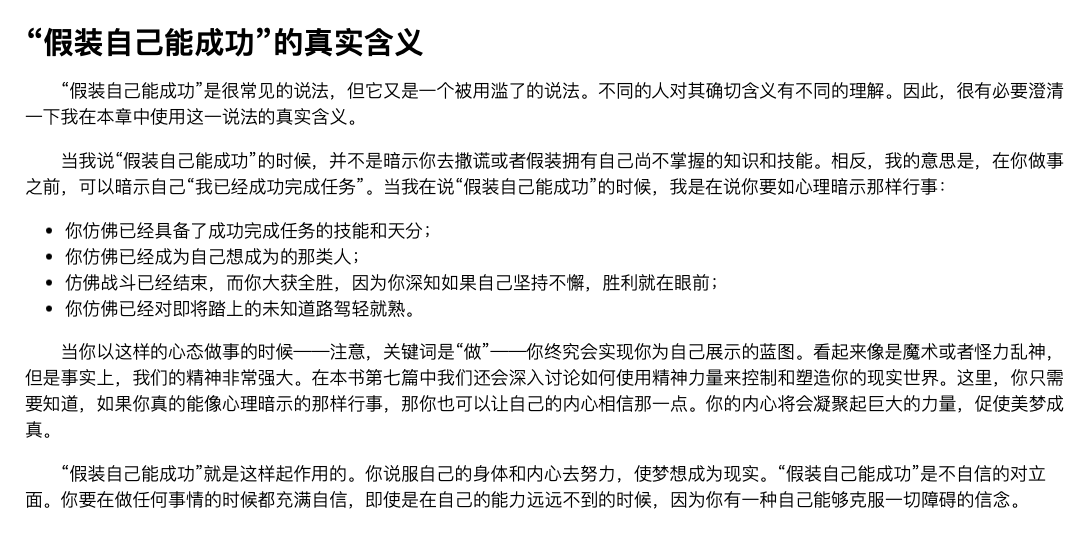 “假装自己能成功”的真实含义
“假装自己能成功”是很常见的说法，但它又是一个被用滥了的说法。不同的人对其确切含义有不同的理解。因此，很有必要澄清
一下我在本章中使用这一说法的真实含义。
当我说“假装自己能成功”的时候，并不是暗示你去撒谎或者假装拥有自己尚不掌握的知识和技能。相反，我的意思是，在你做事
之前，可以暗示自己“我已经成功完成任务”。当我在说“假装自己能成功”的时候，我是在说你要如心理暗示那样行事：
• 你仿佛已经具备了成功完成任务的技能和天分；
• 你仿佛已经成为自己想成为的那类人；
• 仿佛战斗已经结束，而你大获全胜，因为你深知如果自己坚持不懈，胜利就在眼前；
• 你仿佛已经对即将踏上的未知道路驾轻就熟。
当你以这样的心态做事的时候——注意，关键词是“做”——你终究会实现你为自己展示的蓝图。看起来像是魔术或者怪力乱神，
但是事实上，我们的精神非常强大。在本书第七篇中我们还会深入讨论如何使用精神力量来控制和塑造你的现实世界。这里，你只需
要知道，如果你真的能像心理暗示的那样行事，那你也可以让自己的内心相信那一点。你的内心将会凝聚起巨大的力量，促使美梦成
真。
“假装自己能成功”就是这样起作用的。你说服自己的身体和内心去努力，使梦想成为现实。“假装自己能成功”是不自信的对立
面。你要在做任何事情的时候都充满自信，即使是在自己的能力远远不到的时候，因为你有一种自己能够克服一切障碍的信念。